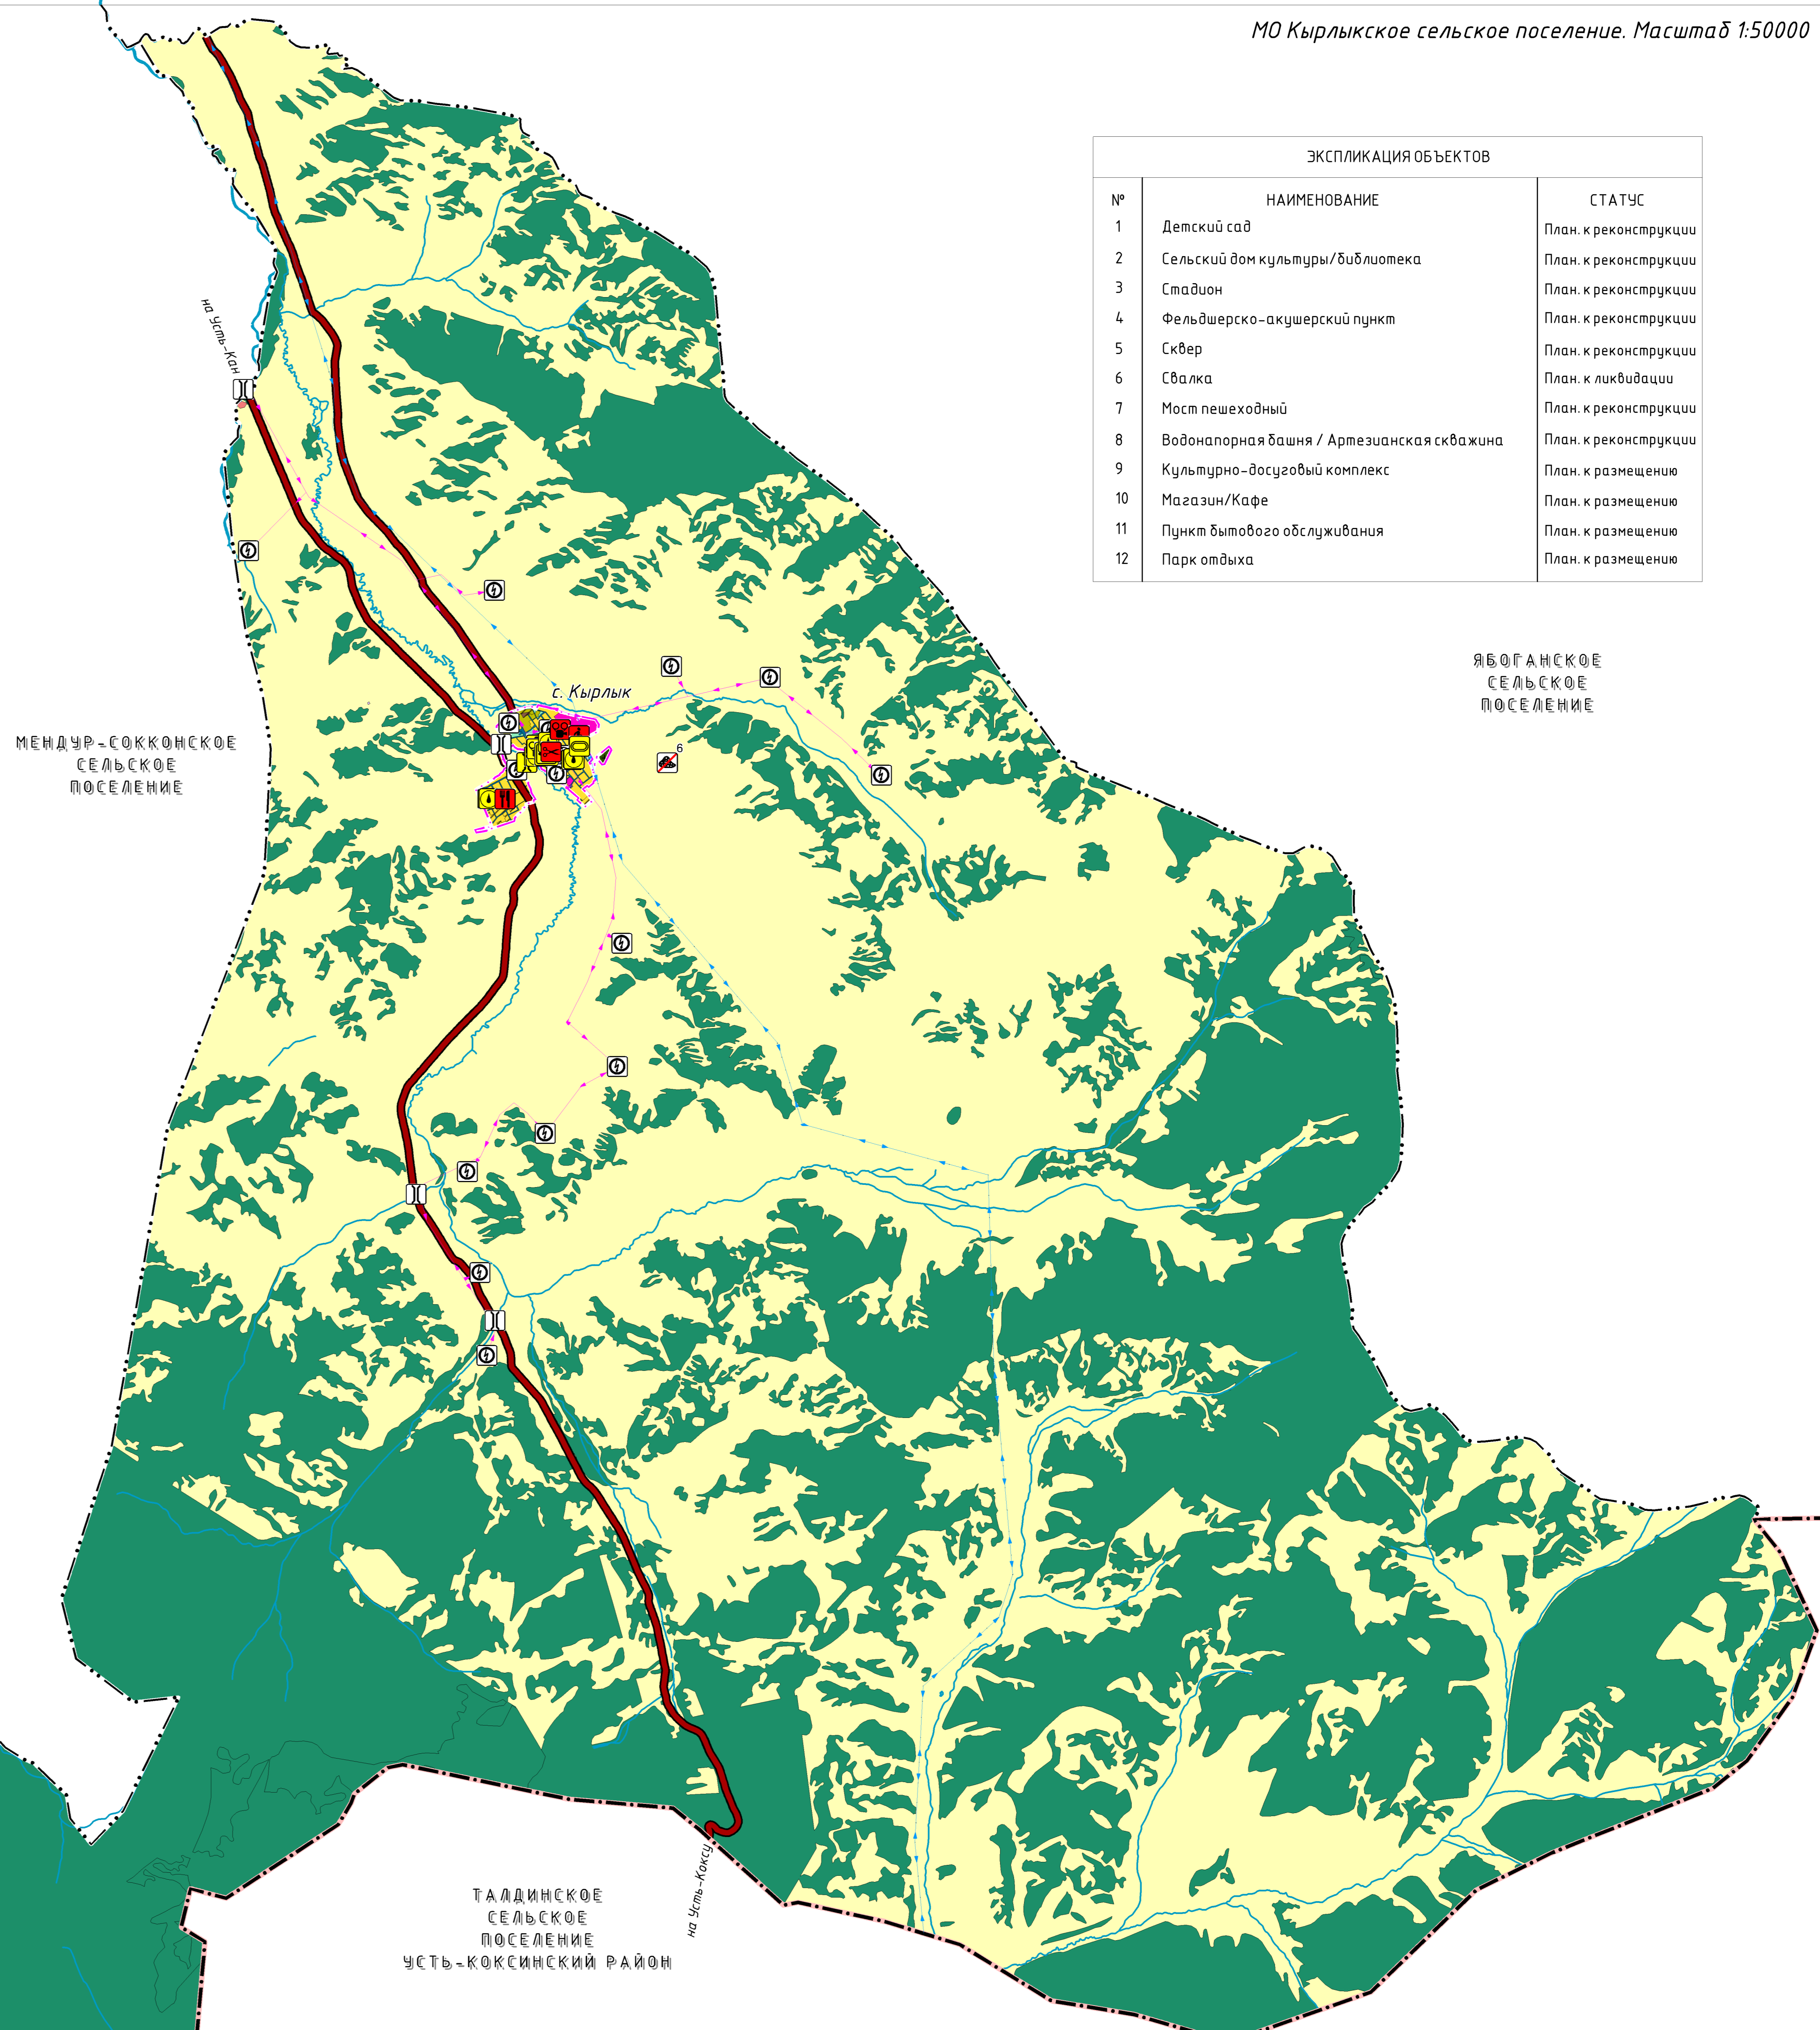 МО Кырлыкское сельское поселение. Масштаб 1:50000
ЭКСПЛИКАЦИЯ ОБЪЕКТОВ
№ НАИМЕНОВАНИЕ СТАТУС
1 Детский сад План. к реконструкции
2 Сельский дом культуры/библиотека План. к реконструкции
3 Стадион План. к реконструкции
4 Фельдшерско-акушерский пункт План. к реконструкции
5 Сквер План. к реконструкции
6 Свалка План. к ликвидации
7 Мост пешеходный План. к реконструкции
8 Водонапорная башня / Артезианская скважина План. к реконструкции
9 Культурно-досуговый комплекс План. к размещению
10 Магазин/Кафе План. к размещению
11 Пункт бытового обслуживания План. к размещению
12 Парк отдыха План. к размещению
на Усть-Кан
ЯБОГАНСКОЕ
СЕЛЬСКОЕ
ПОСЕЛЕНИЕ
с. Кырлык
МЕНДУР-СОККОНСКОЕ
СЕЛЬСКОЕ
ПОСЕЛЕНИЕ
6
на Усть-Коксу
ТАЛДИНСКОЕ
СЕЛЬСКОЕ
ПОСЕЛЕНИЕ
УСТЬ-КОКСИНСКИЙ РАЙОН